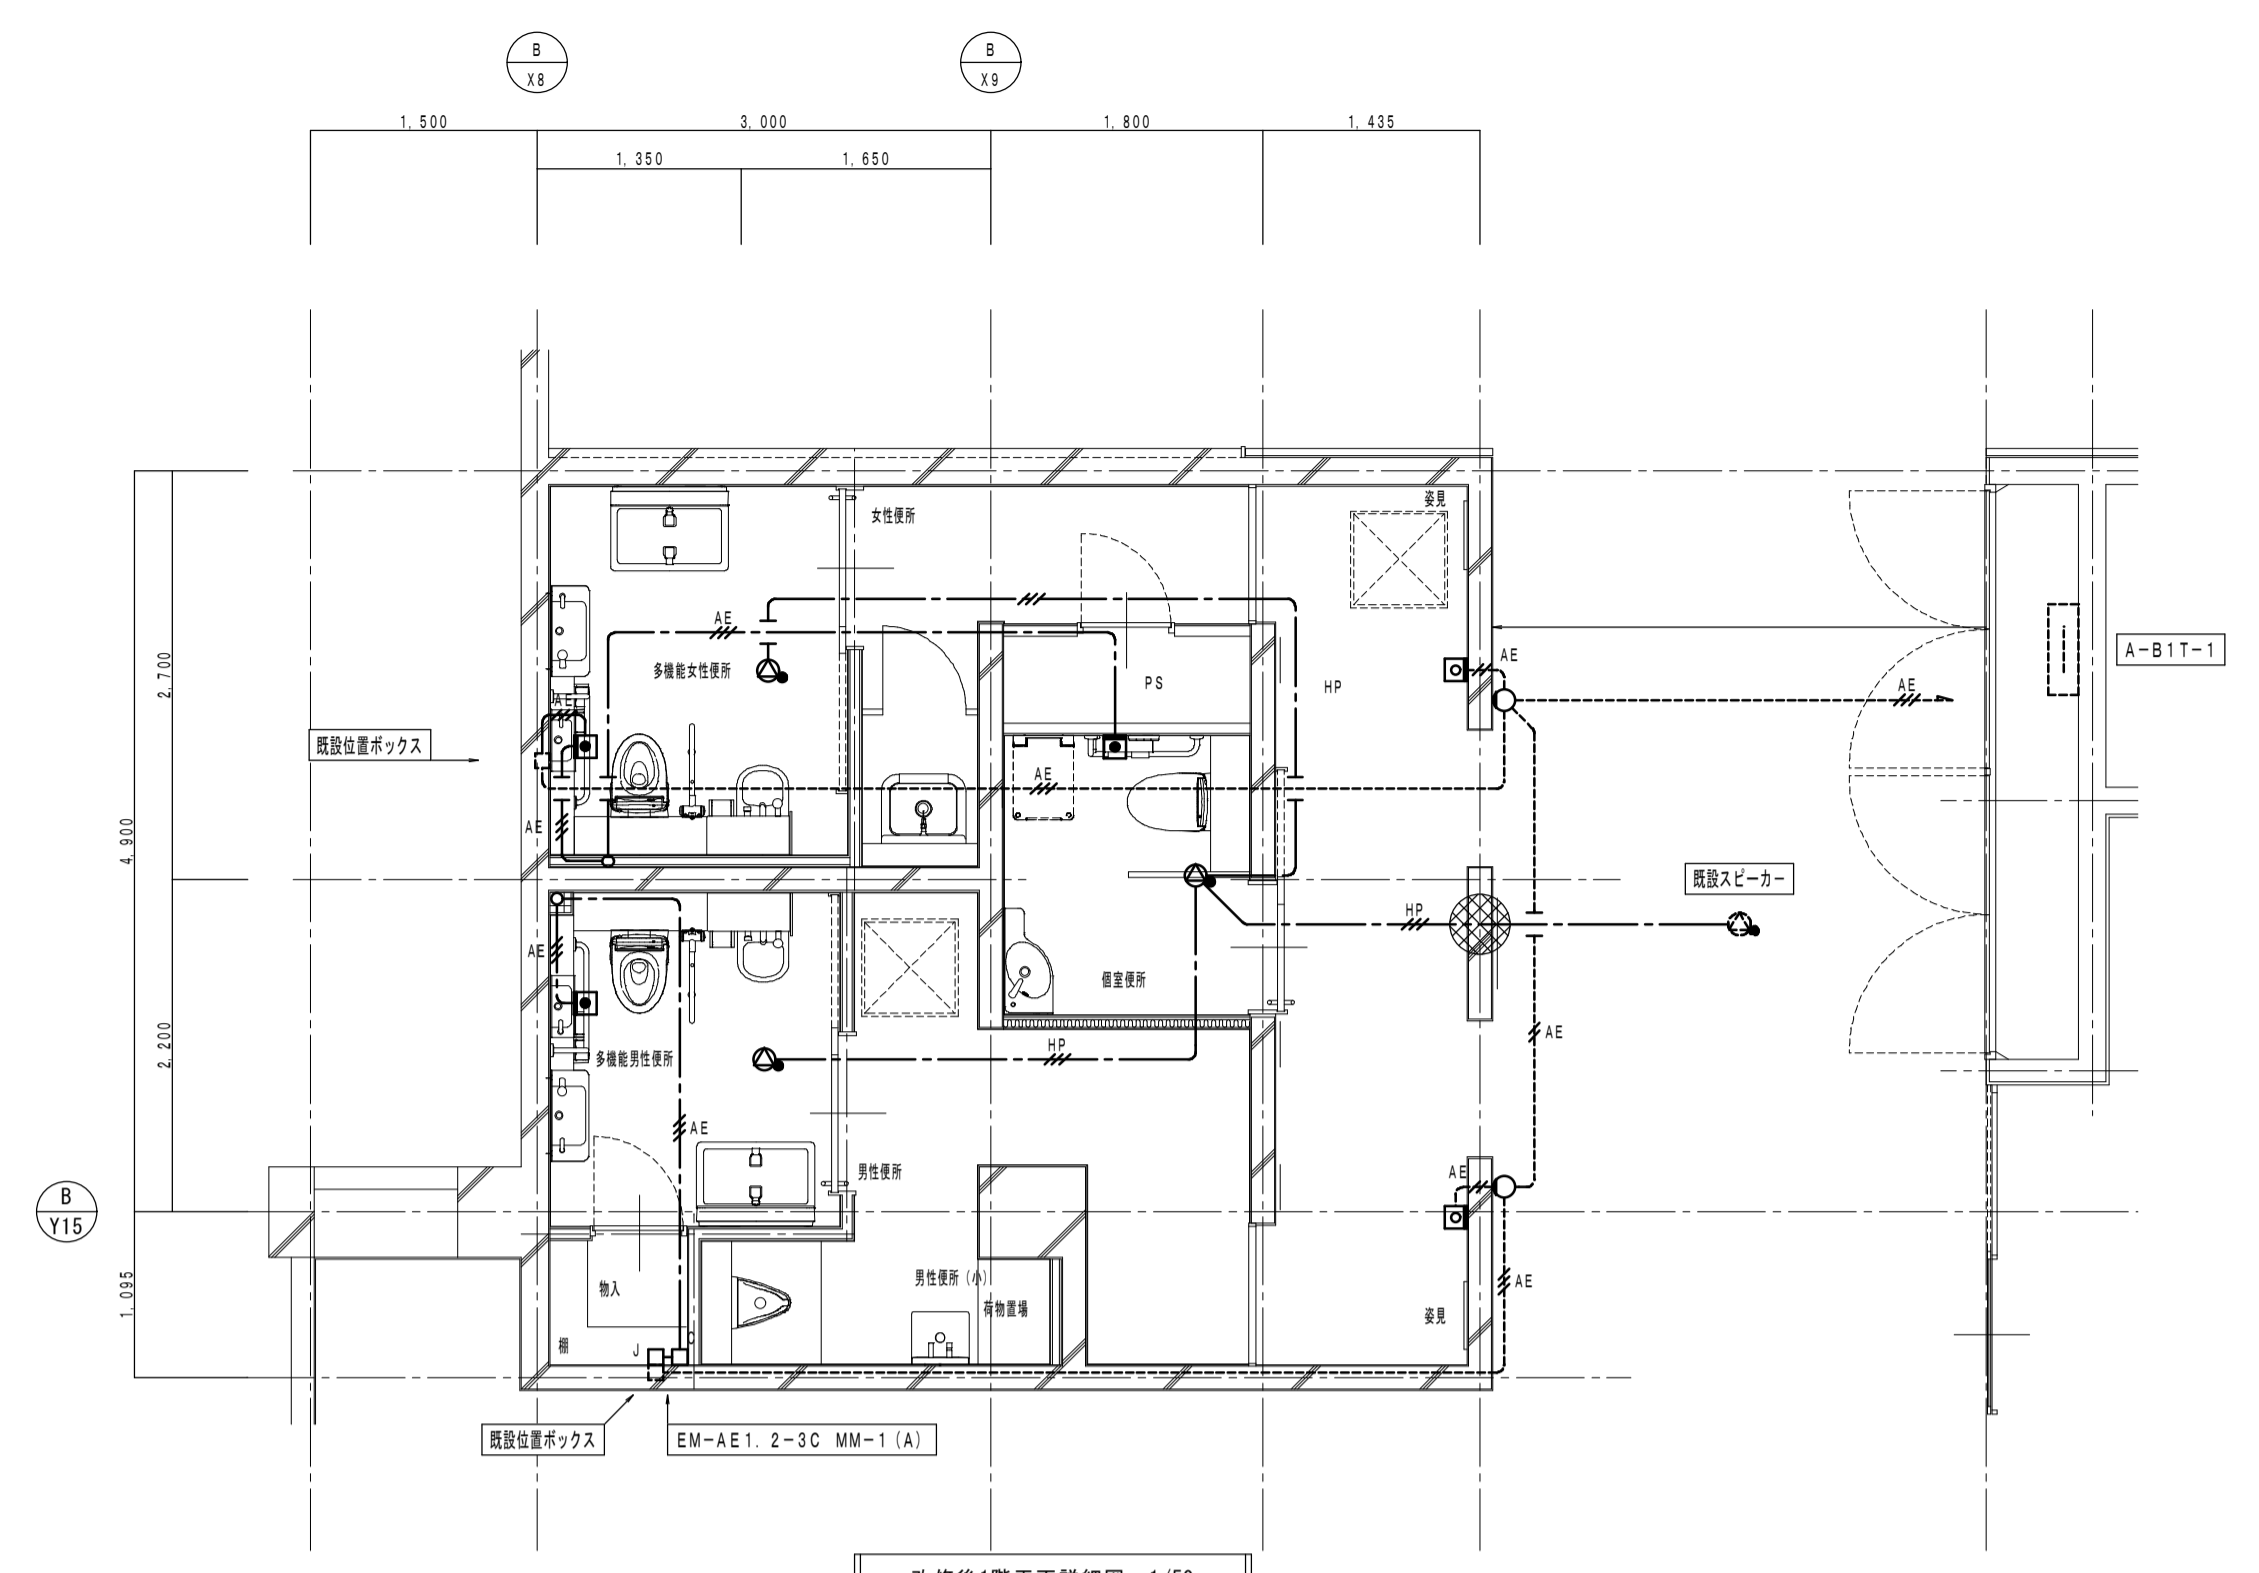 B
X8
B
X9
1,500
3,000
1,800
1,435
1,350
1,650
女性便所
姿見
AE
多機能女性便所
AE
PS
HP
A-B1T-1
2,700
AE
AE
既設位置ボックス
AE
AE
4,900
既設スピーカー
HP
AE
個室便所
2,200
HP
AE
多機能男性便所
AE
男性便所
AE
B
Y15
1,095
物入
男性便所(小)
AE
荷物置場
姿見
棚
J
既設位置ボックス
EM-AE1.2-3C MM-1(A)